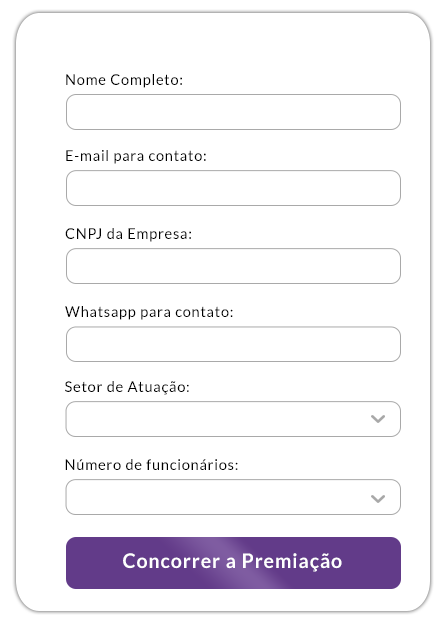 Nome Completo:
E-mail para contato:
CNPJ da Empresa:
Whatsapp para contato:
Setor de Atuação:
Número de funcionários:
Concorrer a Premiação